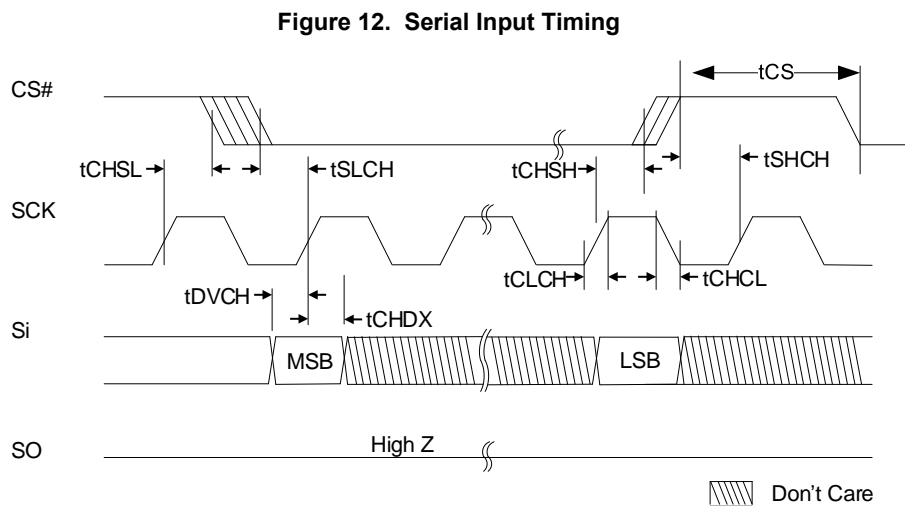 Figure 12. Serial Input Timing
CS#
tCS
tCHSL
tSLCH
tCHSH
tSHCH
SCK
tCLCH
tCHCL
tDVCH
tCHDX
Si
MSB
LSB
SO
High Z
Don't Care